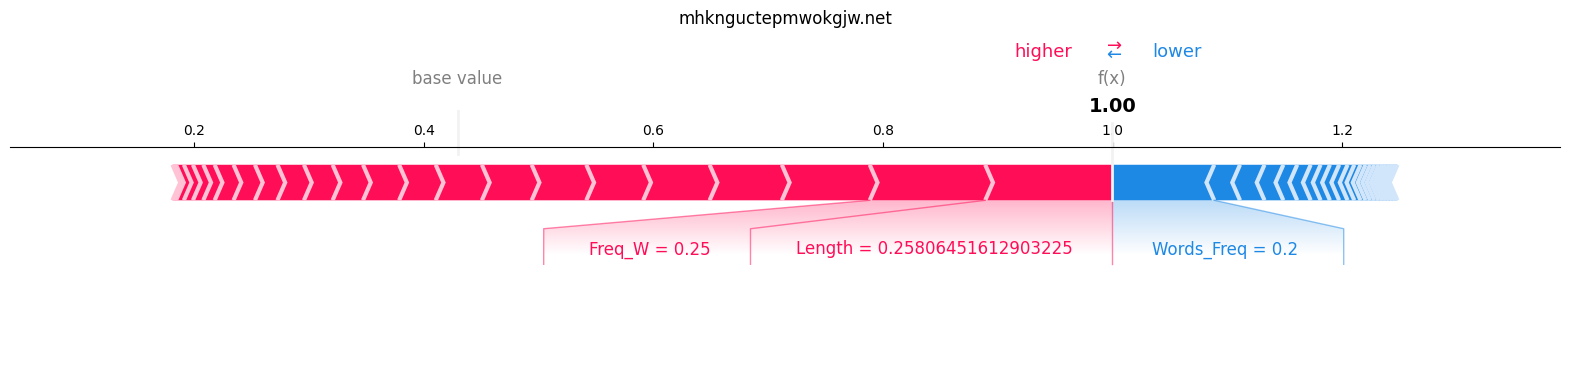 mhknguctepmwokgjw.net
higher ⇄ lower
base value f(x)
1.00
0.2 0.4 0.6 0.8 1.0 1.2
Freq_W = 0.25 Length = 0.25806451612903225 Words_Freq = 0.2